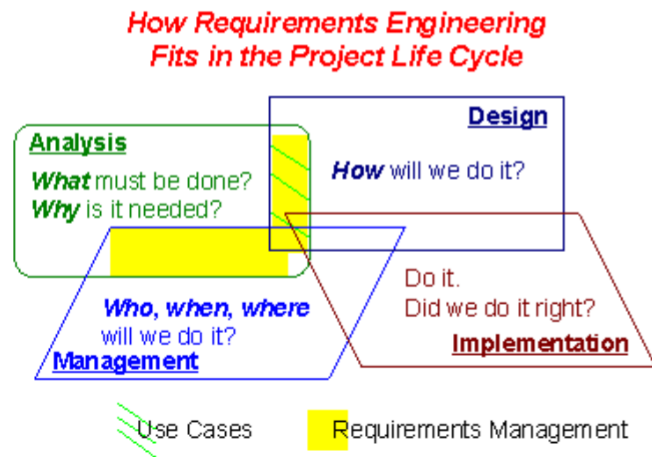 How Requirements Engineering
Fits in the Project Life Cycle
Analysis
What must be done?
Why is it needed?
Design
How will we do it?
Who, when, where
will we do it?
Management
Do it.
Did we do it right?
Implementation
Use Cases
Requirements Management